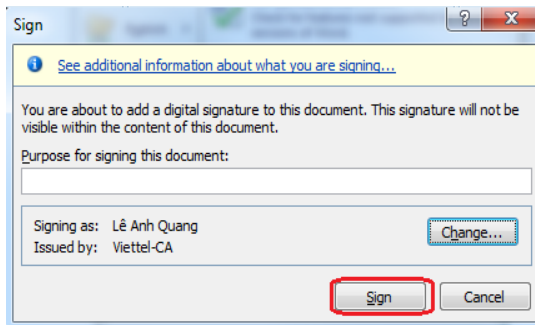 Sign
See additional information about what you are signing...
You are about to add a digital signature to this document. This signature will not be
visible within the content of this document.
Purpose for signing this document:
Signing as: Lê Anh Quang
Issued by: Viettel-CA
Change...
Sign Cancel